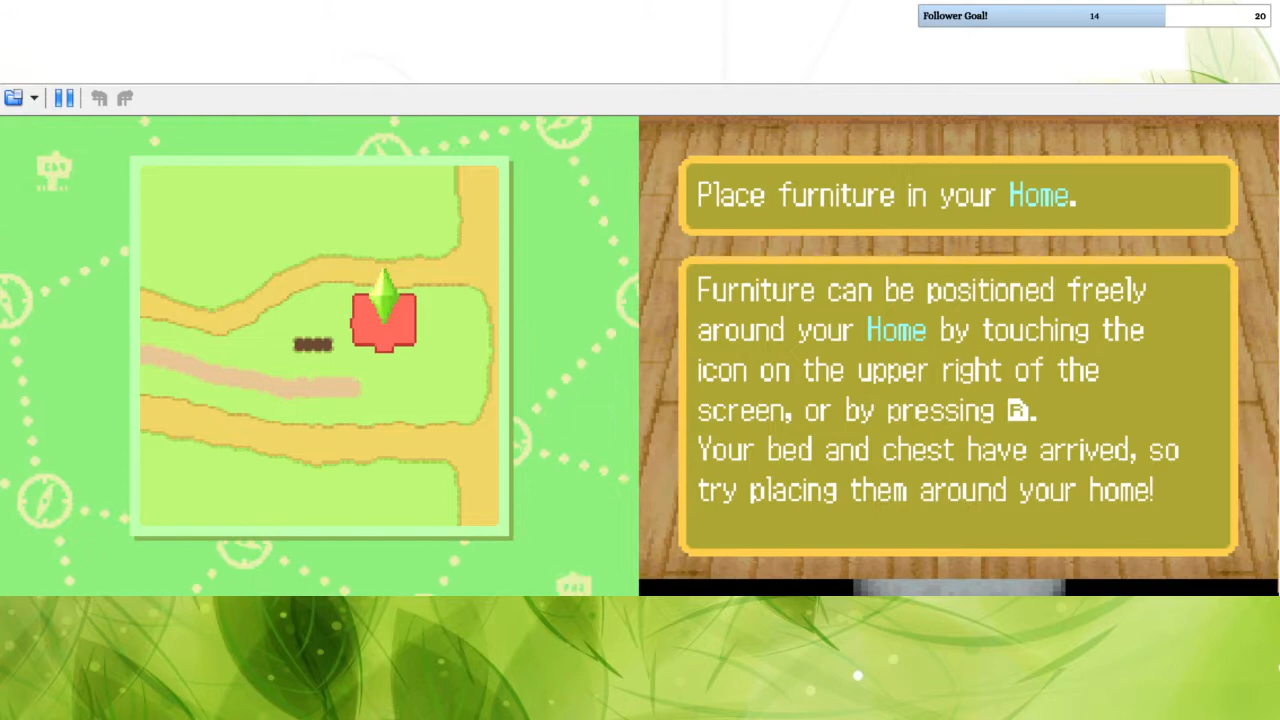 Follower Goal! 14 20
Place furniture in your Home.
Furniture can be positioned freely
around your Home by touching the
icon on the upper right of the
screen, or by pressing R.
Your bed and chest have arrived, so
try placing them around your home!